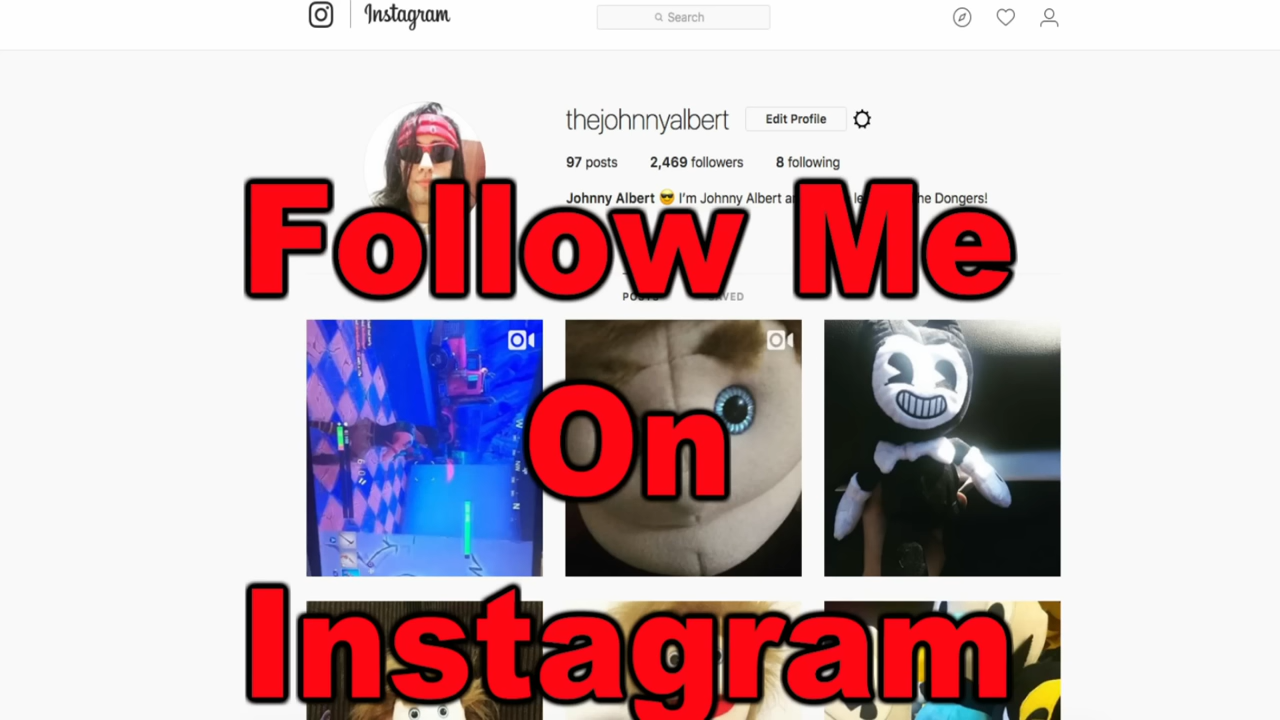 Instagram
Search
thejohnnyalbert Edit Profile
97 posts 2,469 followers 8 following
Johnny Albert 😎 I'm Johnny Albert Dongers!
Follow Me
On
Instagram